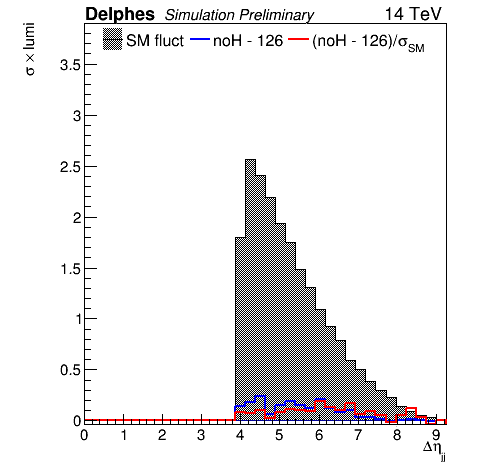 Delphes Simulation Preliminary 14 TeV
σ × lumi
SM fluct noH - 126 (noH - 126)/σSM
3.5
3
2.5
2
1.5
1
0.5
0
0 1 2 3 4 5 6 7 8 9
Δηjj